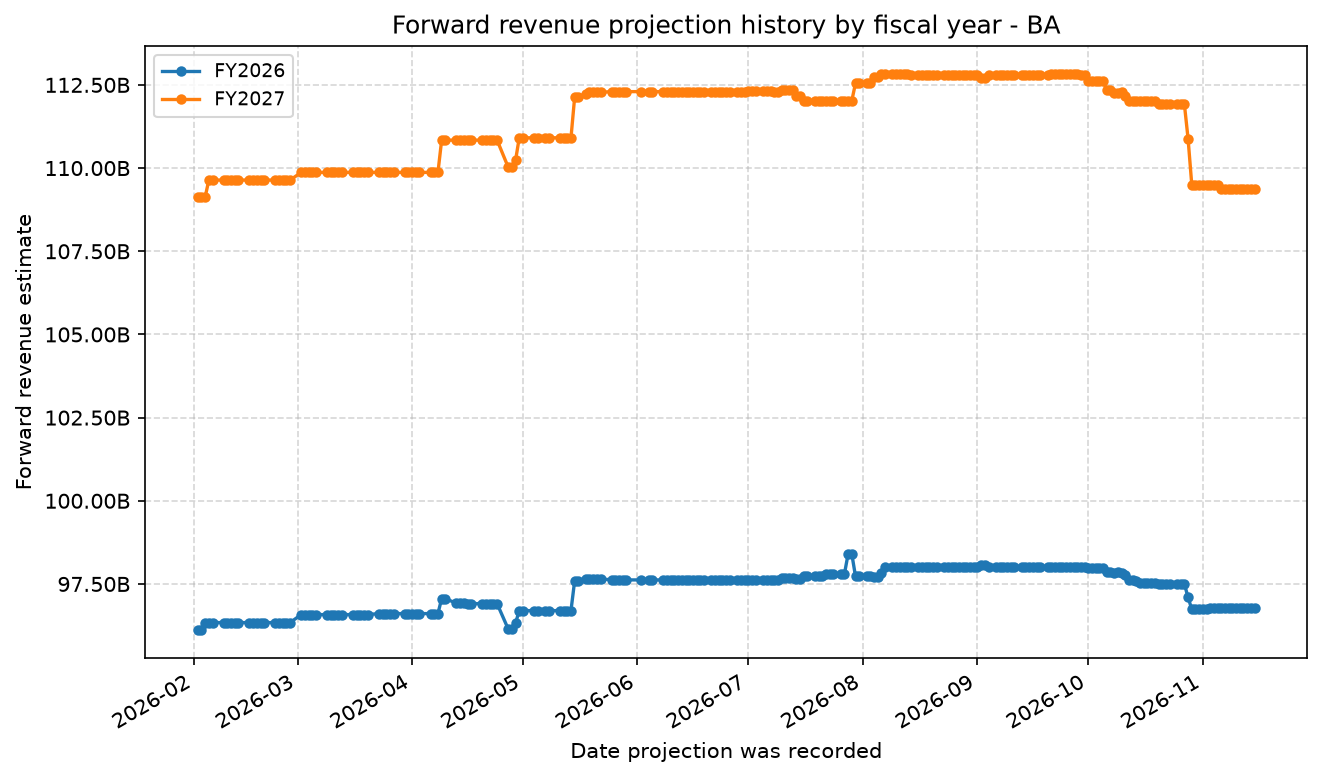 Forward revenue projection history by fiscal year - BA
FY2026
FY2027
Forward revenue estimate
112.50B
110.00B
107.50B
105.00B
102.50B
100.00B
97.50B
2026-02
2026-03
2026-04
2026-05
2026-06
2026-07
2026-08
2026-09
2026-10
2026-11
Date projection was recorded